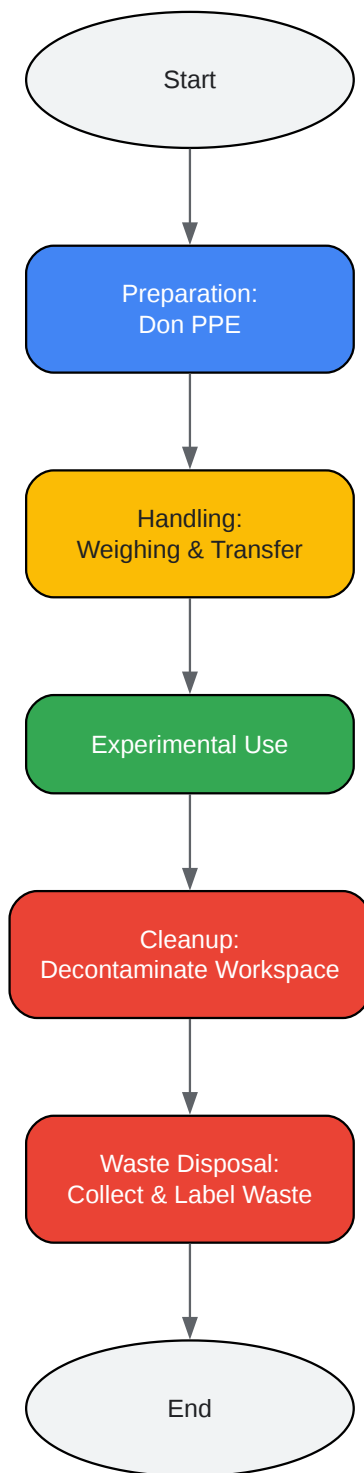 Start
Preparation:
Don PPE
Handling:
Weighing & Transfer
Experimental Use
Cleanup:
Decontaminate Workspace
Waste Disposal:
Collect & Label Waste
End